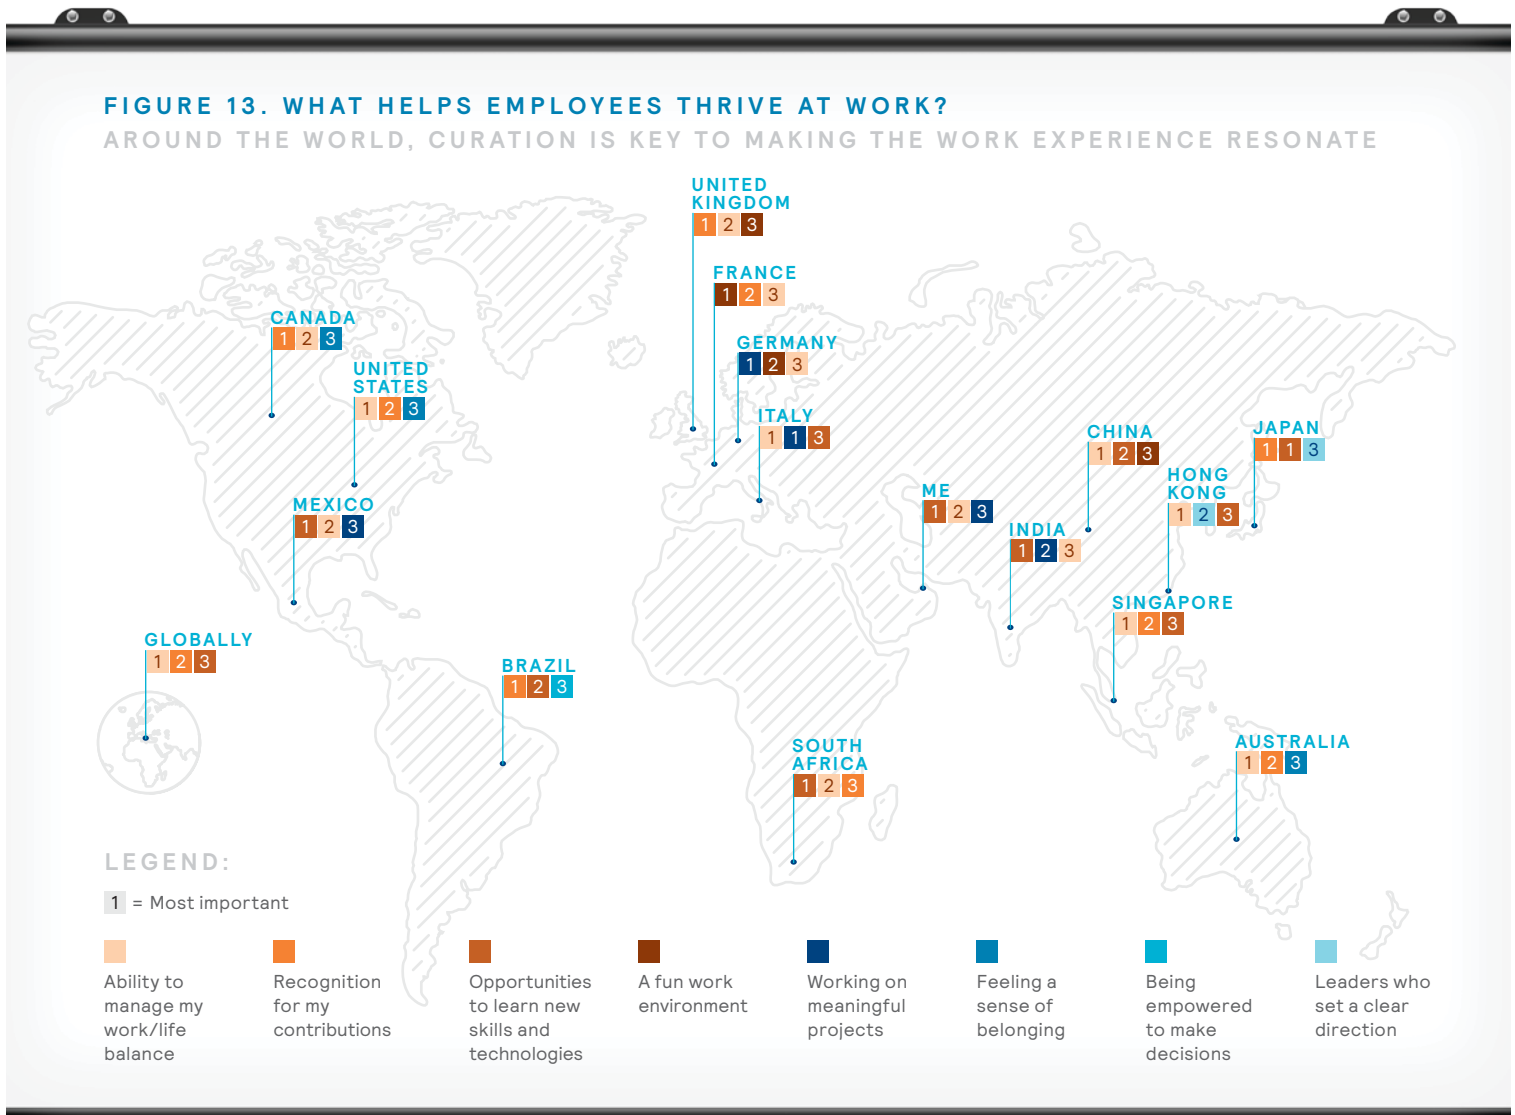 FIGURE 13. WHAT HELPS EMPLOYEES THRIVE AT WORK?
AROUND THE WORLD, CURATION IS KEY TO MAKING THE WORK EXPERIENCE RESONATE
UNITED
KINGDOM
1 2 3
FRANCE
1 2 3
CANADA
1 2 3
GERMANY
1 2 3
UNITED
STATES
1 2 3
ITALY
1 1 3
CHINA
1 2 3
JAPAN
1 1 3
HONG
KONG
1 2 3
ME
1 2 3
MEXICO
1 2 3
INDIA
1 2 3
SINGAPORE
1 2 3
GLOBALLY
1 2 3
BRAZIL
1 2 3
SOUTH
AFRICA
1 2 3
AUSTRALIA
1 2 3
LEGEND:
1 = Most important
Ability to
manage my
work/life
balance
Recognition
for my
contributions
Opportunities
to learn new
skills and
technologies
A fun work
environment
Working on
meaningful
projects
Feeling a
sense of
belonging
Being
empowered
to make
decisions
Leaders who
set a clear
direction